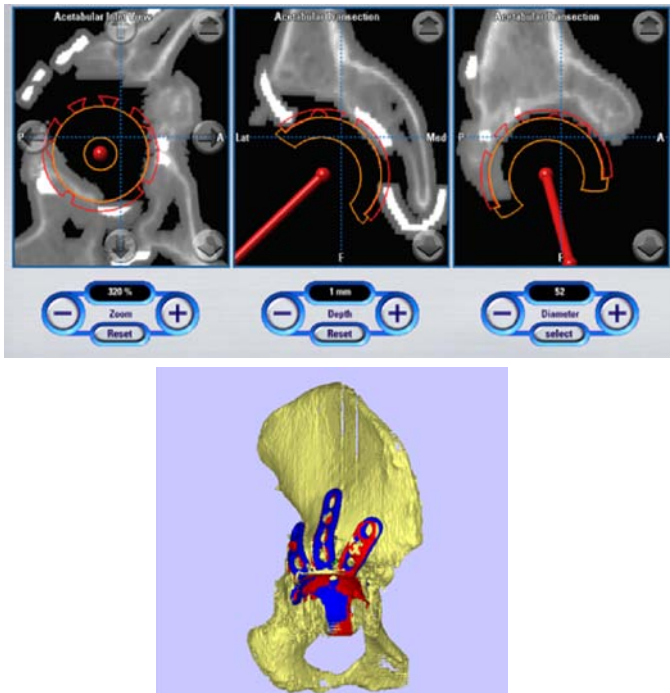 Acetabular Inlet View
Acetabular Transection
Acetabular Transection
P
A
Lat
Med
P
A
F
F
320 %
Zoom
Reset
1 mm
Depth
Reset
52
Diameter
select